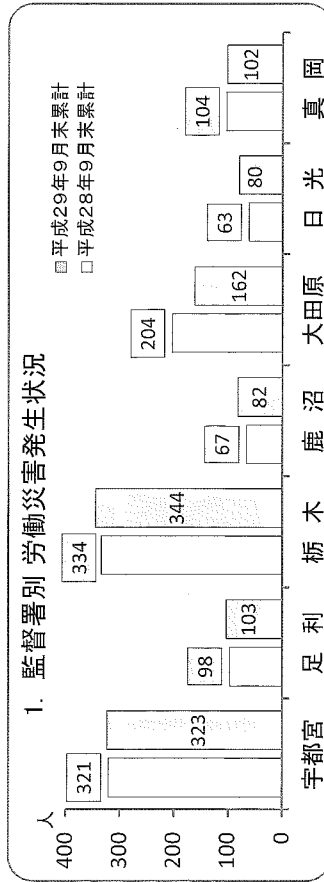 1. 監督署別 労働災害発生状況
人
平成29年9月末累計
平成28年9月末累計
400
300
200
100
0
321
323
98
103
334
344
67
82
204
162
63
80
104
102
宇都宮
足 利
栃 木
鹿 沼
大田原
日 光
真 岡